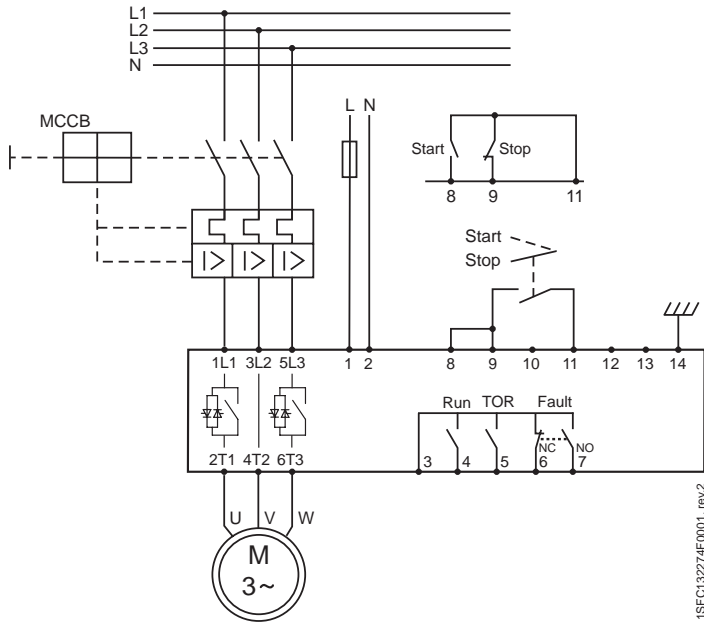 L1
L2
L3
N
MCCB
L N
Start Stop
8 9 11
Start
Stop
1L1 3L2 5L3 1 2 8 9 10 11 12 13 14
Run TOR Fault
NC NO
2T1 4T2 6T3 3 4 5 6 7
U V W
M
3~
1SFC132274F0001_rev.2